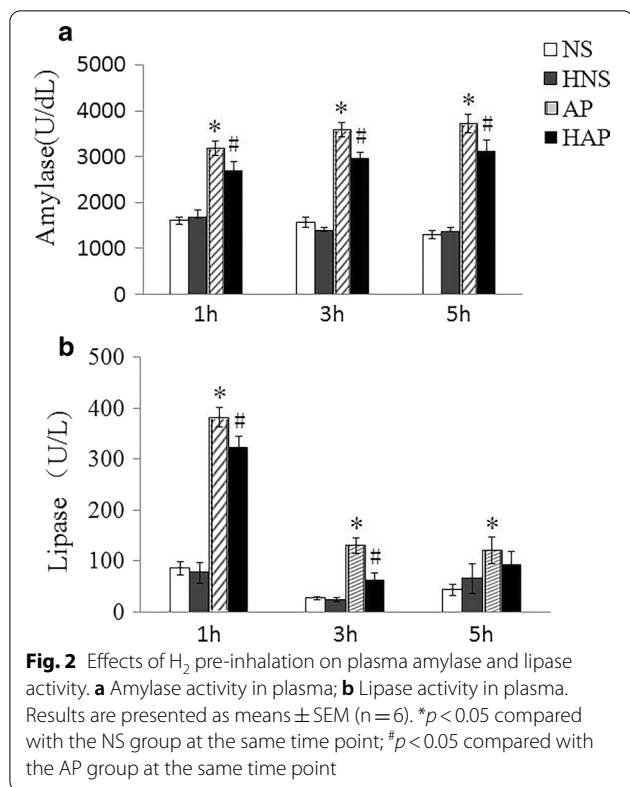 a
NS
HNS
AP
HAP
Amylase(U/dL)
5000
4000
3000
2000
1000
0
* #
* #
* #
1h 3h 5h
b
Lipase （U/L）
500
400
300
200
100
0
* #
* #
*
1h 3h 5h
Fig. 2 Effects of H₂ pre-inhalation on plasma amylase and lipase
activity. a Amylase activity in plasma; b Lipase activity in plasma.
Results are presented as means ± SEM (n = 6). *p < 0.05 compared
with the NS group at the same time point; #p < 0.05 compared with
the AP group at the same time point